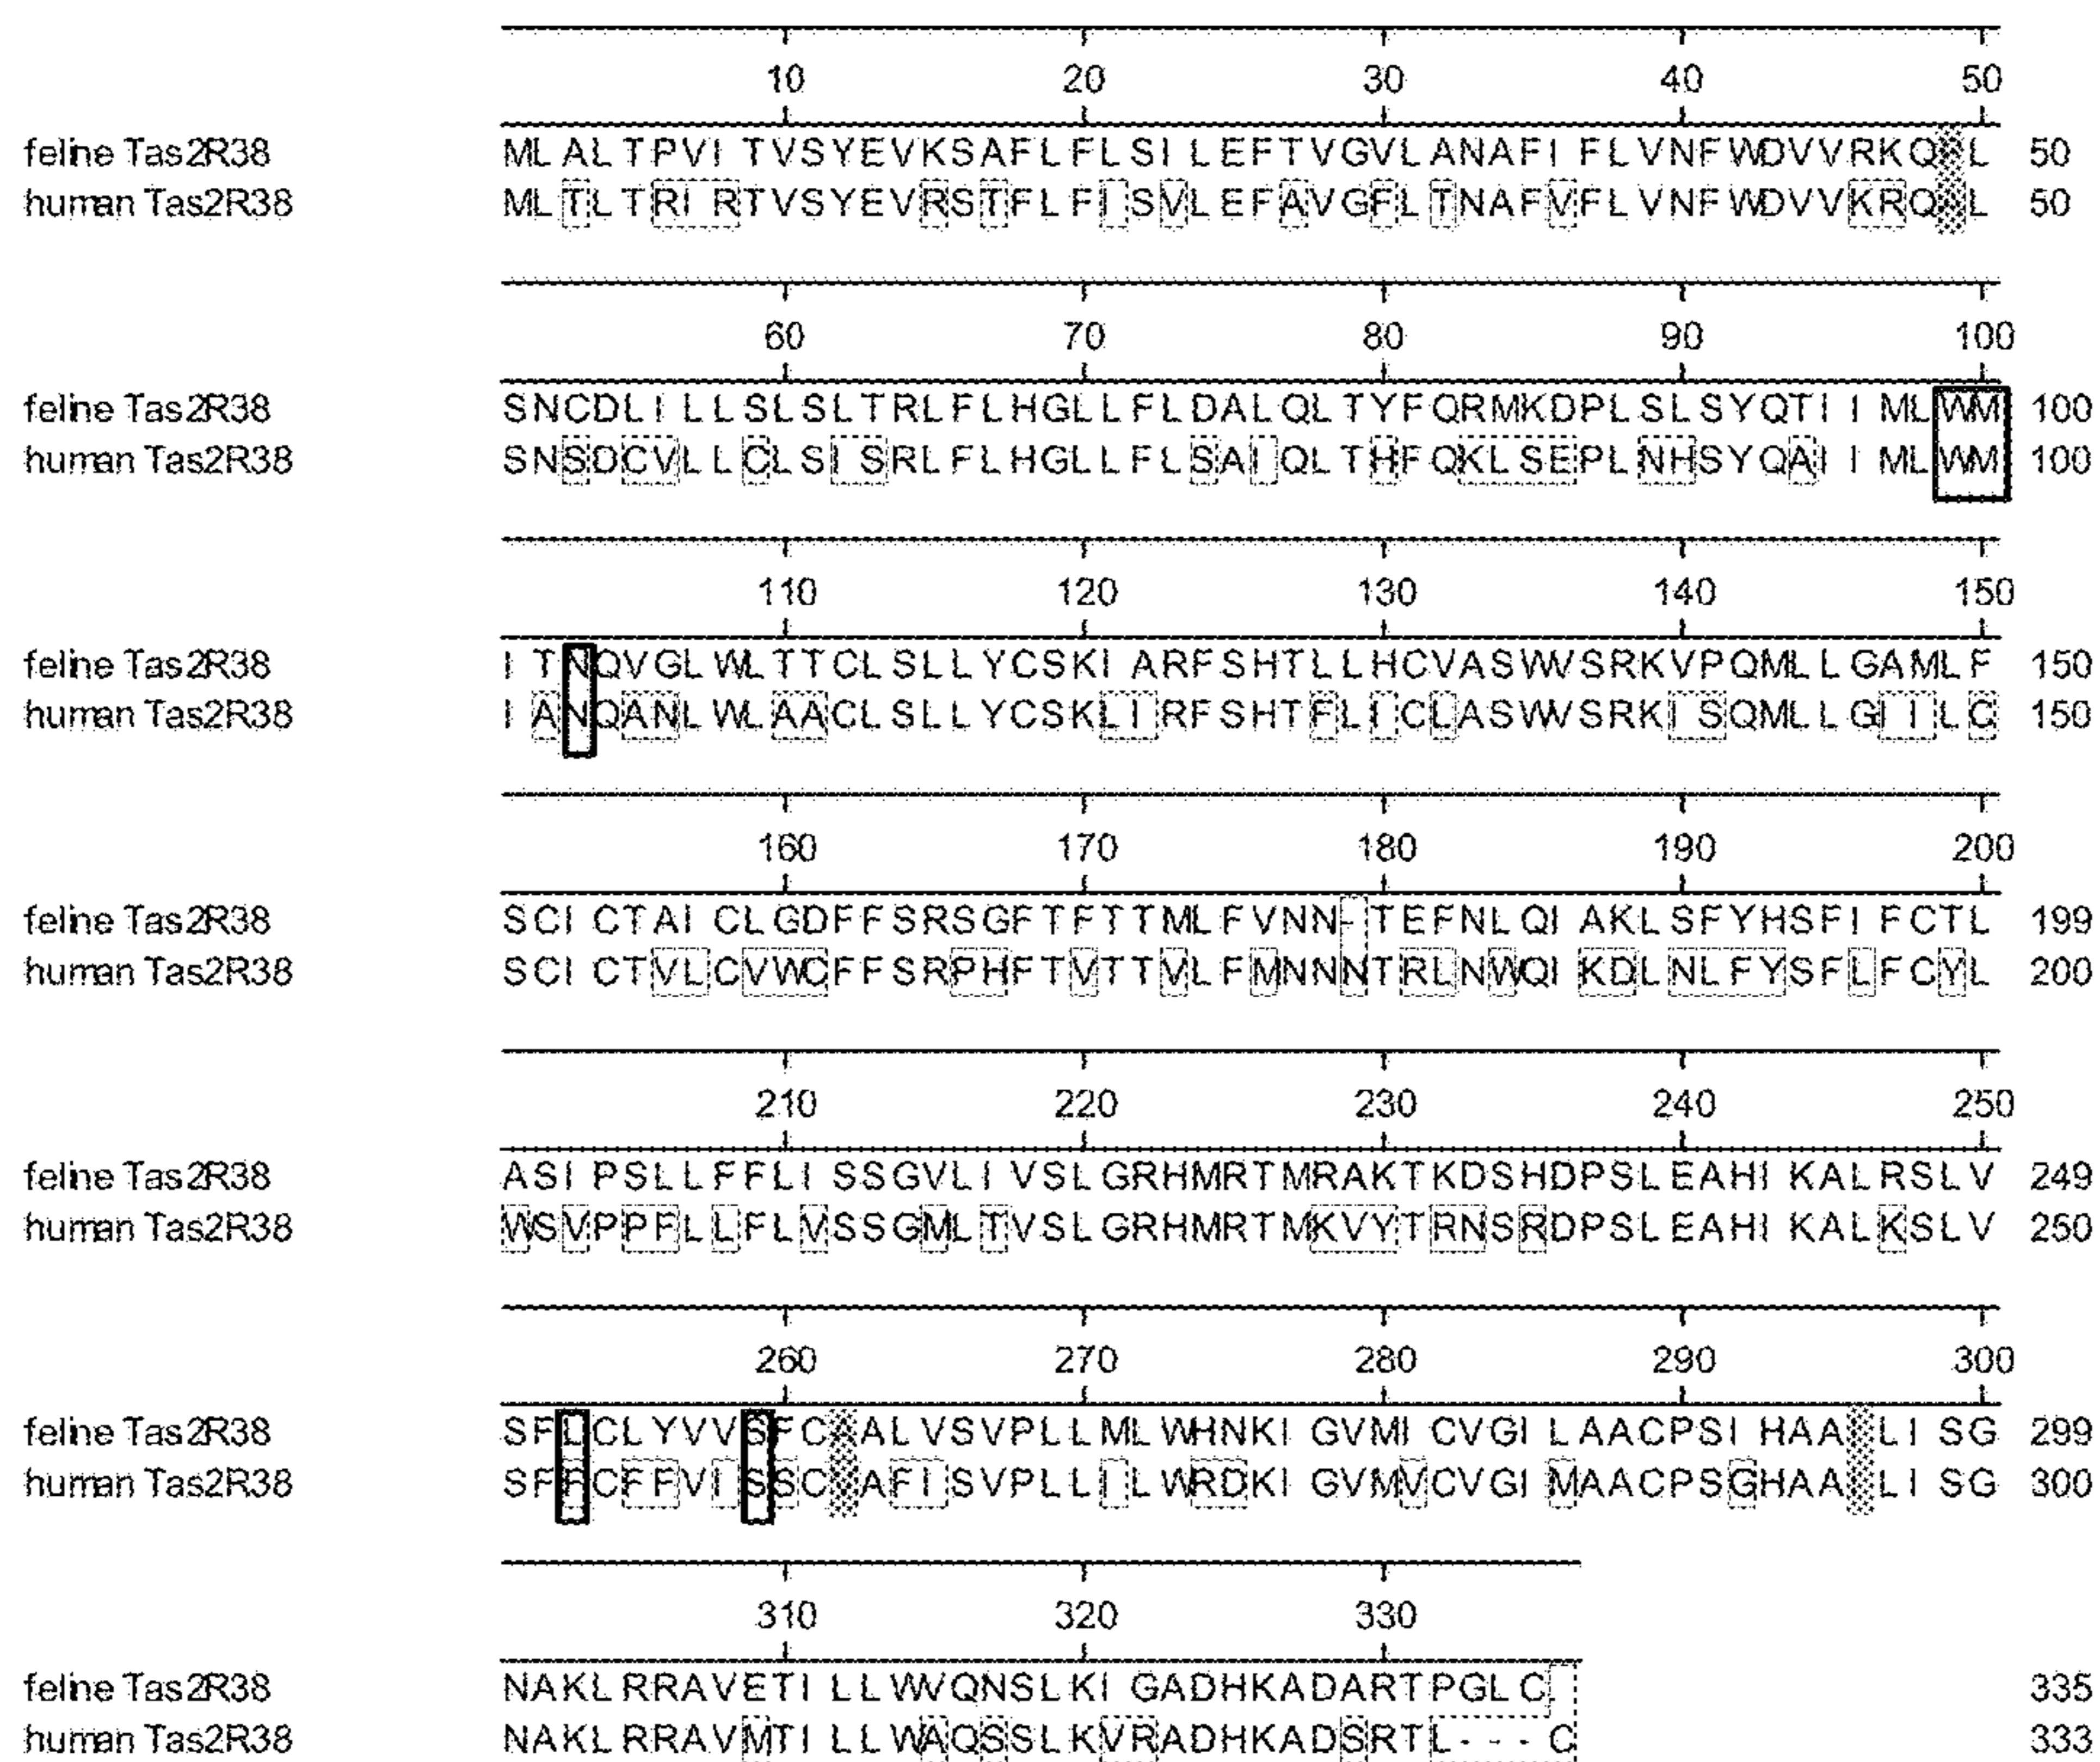 10 20 30 40 50
feline Tas2R38 MLALTPVITVSYEVKSAFLFLSILEFTVGVLANAFIFLVNFWDVVRKQ L 50
human Tas2R38 MLTLTRIRTVSYEVRSTFLFISVLEFAVGFLTNAFVFLVNFWDVVKRQ L 50
60 70 80 90 100
feline Tas2R38 SNCDLILLSLSLTRLFLHGLLFLDALQLTYFQRMKDPLSLSYQTIIMLWM 100
human Tas2R38 SNSDCVLLCLSISRLFLHGLLFLSAIQLTHFQKLSEPLNHSYQAIIMLWM 100
110 120 130 140 150
feline Tas2R38 ITNQVGLWLTTCLSLLYCSKIARFSHTLLHCVASWVSRKVPQMLLGAMLF 150
human Tas2R38 IANQANLWLAACLSLLYCSKLIRFSHTFLICLASWVSRKISQMLLGIILC 150
160 170 180 190 200
feline Tas2R38 SCICTAICLGDFFSRSGFTFTTMLFVNN-TEFNLQIAKLSFYHSFIFCTL 199
human Tas2R38 SCICTVLCVWCFFSRPHFTVTTVLFMNNNTRLNWQIKDLNLFYSFLFCYL 200
210 220 230 240 250
feline Tas2R38 ASIPSLLFFLISSGVLIVSLGRHMRTMRAKTKDSHDPSLEAHIKALRSLV 249
human Tas2R38 WSVPPFLLFLVSSGMLTVSLGRHMRTMKVYTRNSRDPSLEAHIKALKSLV 250
260 270 280 290 300
feline Tas2R38 SFLCLYVVSFC ALVSVPLLMLWHNKIGVMICVGILAACPSIHAA LISG 299
human Tas2R38 SFFCFFVISSC AFISVPLLILWRDKIGVMVCVGIMAACPSGHAA LISG 300
310 320 330
feline Tas2R38 NAKLRRAVETILLWVQNSLKIGADHKADARTPGLC. 335
human Tas2R38 NAKLRRAVMTILLWAQSSLKVRADHKADSRTL---C 333